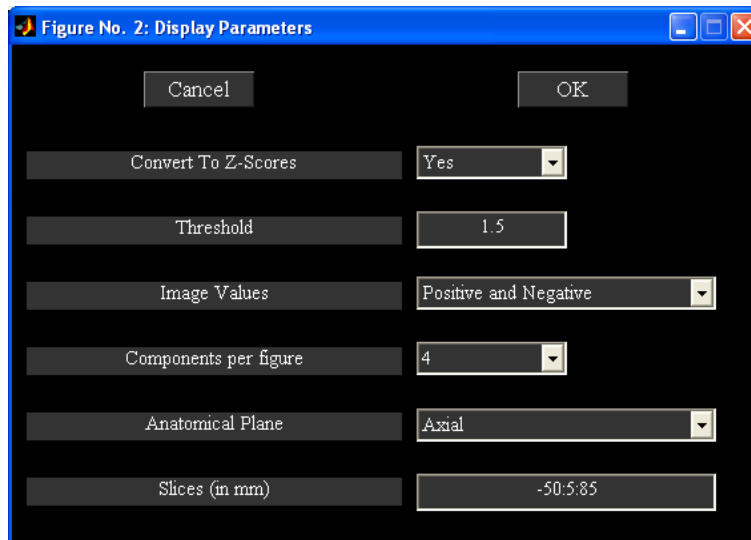 Figure No. 2: Display Parameters
Cancel OK
Convert To Z-Scores Yes
Threshold 1.5
Image Values Positive and Negative
Components per figure 4
Anatomical Plane Axial
Slices (in mm) -50:5:85